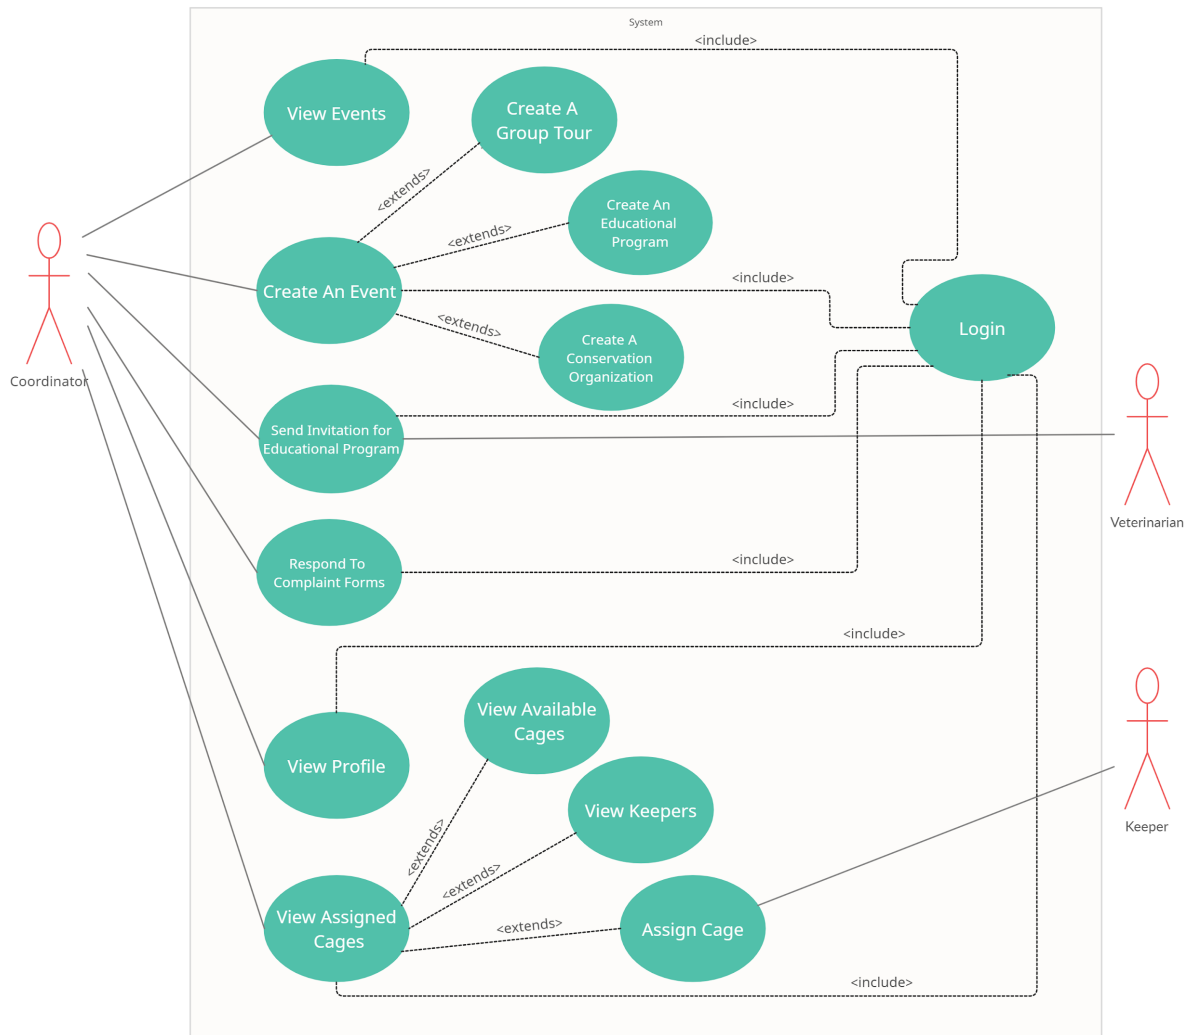 System
<include>
View Events
Create A
Group Tour
<extends>
Create An
Educational
Program
<extends>
<include>
Create An Event
Login
<extends>
Create A
Conservation
Organization
Coordinator
<include>
Send Invitation for
Educational Program
Veterinarian
<include>
Respond To
Complaint Forms
<include>
View Available
Cages
View Profile
View Keepers
Keeper
<extends>
<extends>
View Assigned
Cages
<extends>
Assign Cage
<include>